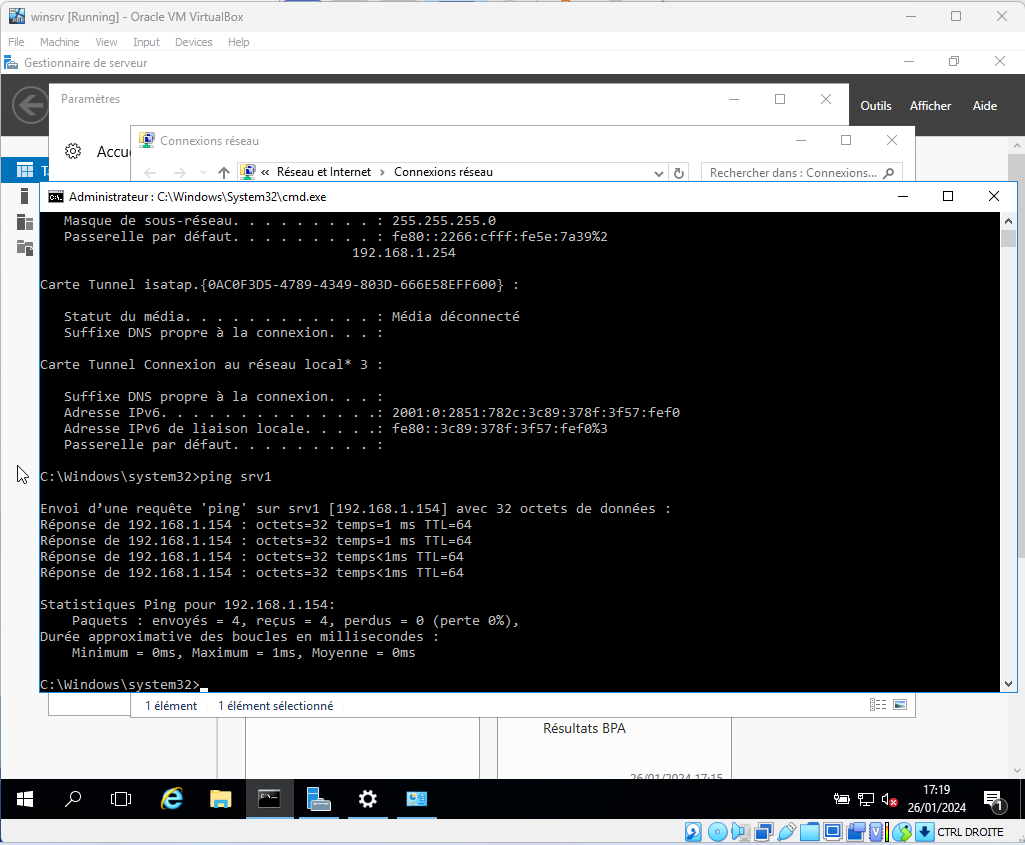 winsrv [Running] - Oracle VM VirtualBox
File Machine View Input Devices Help
Gestionnaire de serveur
Paramètres
Outils Afficher Aide
Connexions réseau
« Réseau et Internet > Connexions réseau
Rechercher dans : Connexions...
Administrateur : C:\Windows\System32\cmd.exe
Masque de sous-réseau. . . . . . . . . : 255.255.255.0
Passerelle par défaut. . . . . . . . . : fe80::2266:cfff:fe5e:7a39%2
192.168.1.254
Carte Tunnel isatap.{0AC0F3D5-4789-4349-803D-666E58EFF600} :
Statut du média. . . . . . . . . . . . : Média déconnecté
Suffixe DNS propre à la connexion. . . :
Carte Tunnel Connexion au réseau local* 3 :
Suffixe DNS propre à la connexion. . . :
Adresse IPv6. . . . . . . . . . . . . .: 2001:0:2851:782c:3c89:378f:3f57:fef0
Adresse IPv6 de liaison locale. . . . .: fe80::3c89:378f:3f57:fef0%3
Passerelle par défaut. . . . . . . . . :
C:\Windows\system32>ping srv1
Envoi d’une requête 'ping' sur srv1 [192.168.1.154] avec 32 octets de données :
Réponse de 192.168.1.154 : octets=32 temps=1 ms TTL=64
Réponse de 192.168.1.154 : octets=32 temps=1 ms TTL=64
Réponse de 192.168.1.154 : octets=32 temps<1ms TTL=64
Réponse de 192.168.1.154 : octets=32 temps<1ms TTL=64
Statistiques Ping pour 192.168.1.154:
Paquets : envoyés = 4, reçus = 4, perdus = 0 (perte 0%),
Durée approximative des boucles en millisecondes :
Minimum = 0ms, Maximum = 1ms, Moyenne = 0ms
C:\Windows\system32>
1 élément 1 élément sélectionné
Résultats BPA
26/01/2024 17:15
17:19
26/01/2024
1
CTRL DROITE